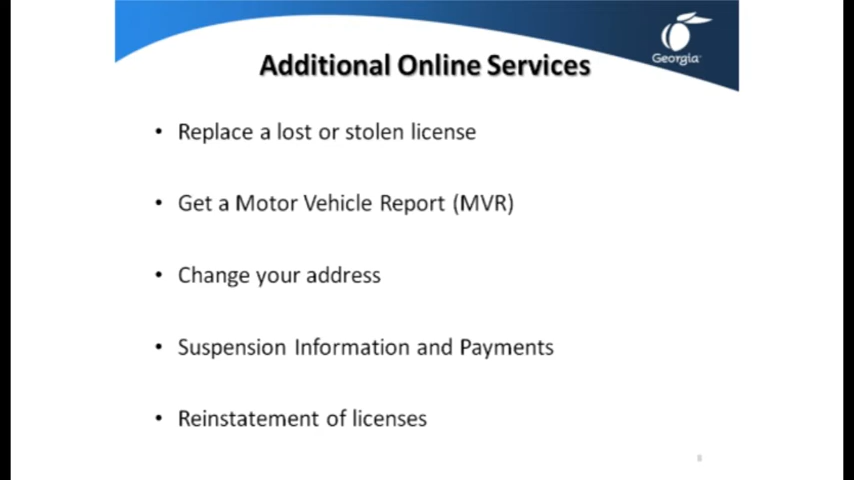 Georgia
Additional Online Services
• Replace a lost or stolen license
• Get a Motor Vehicle Report (MVR)
• Change your address
• Suspension Information and Payments
• Reinstatement of licenses